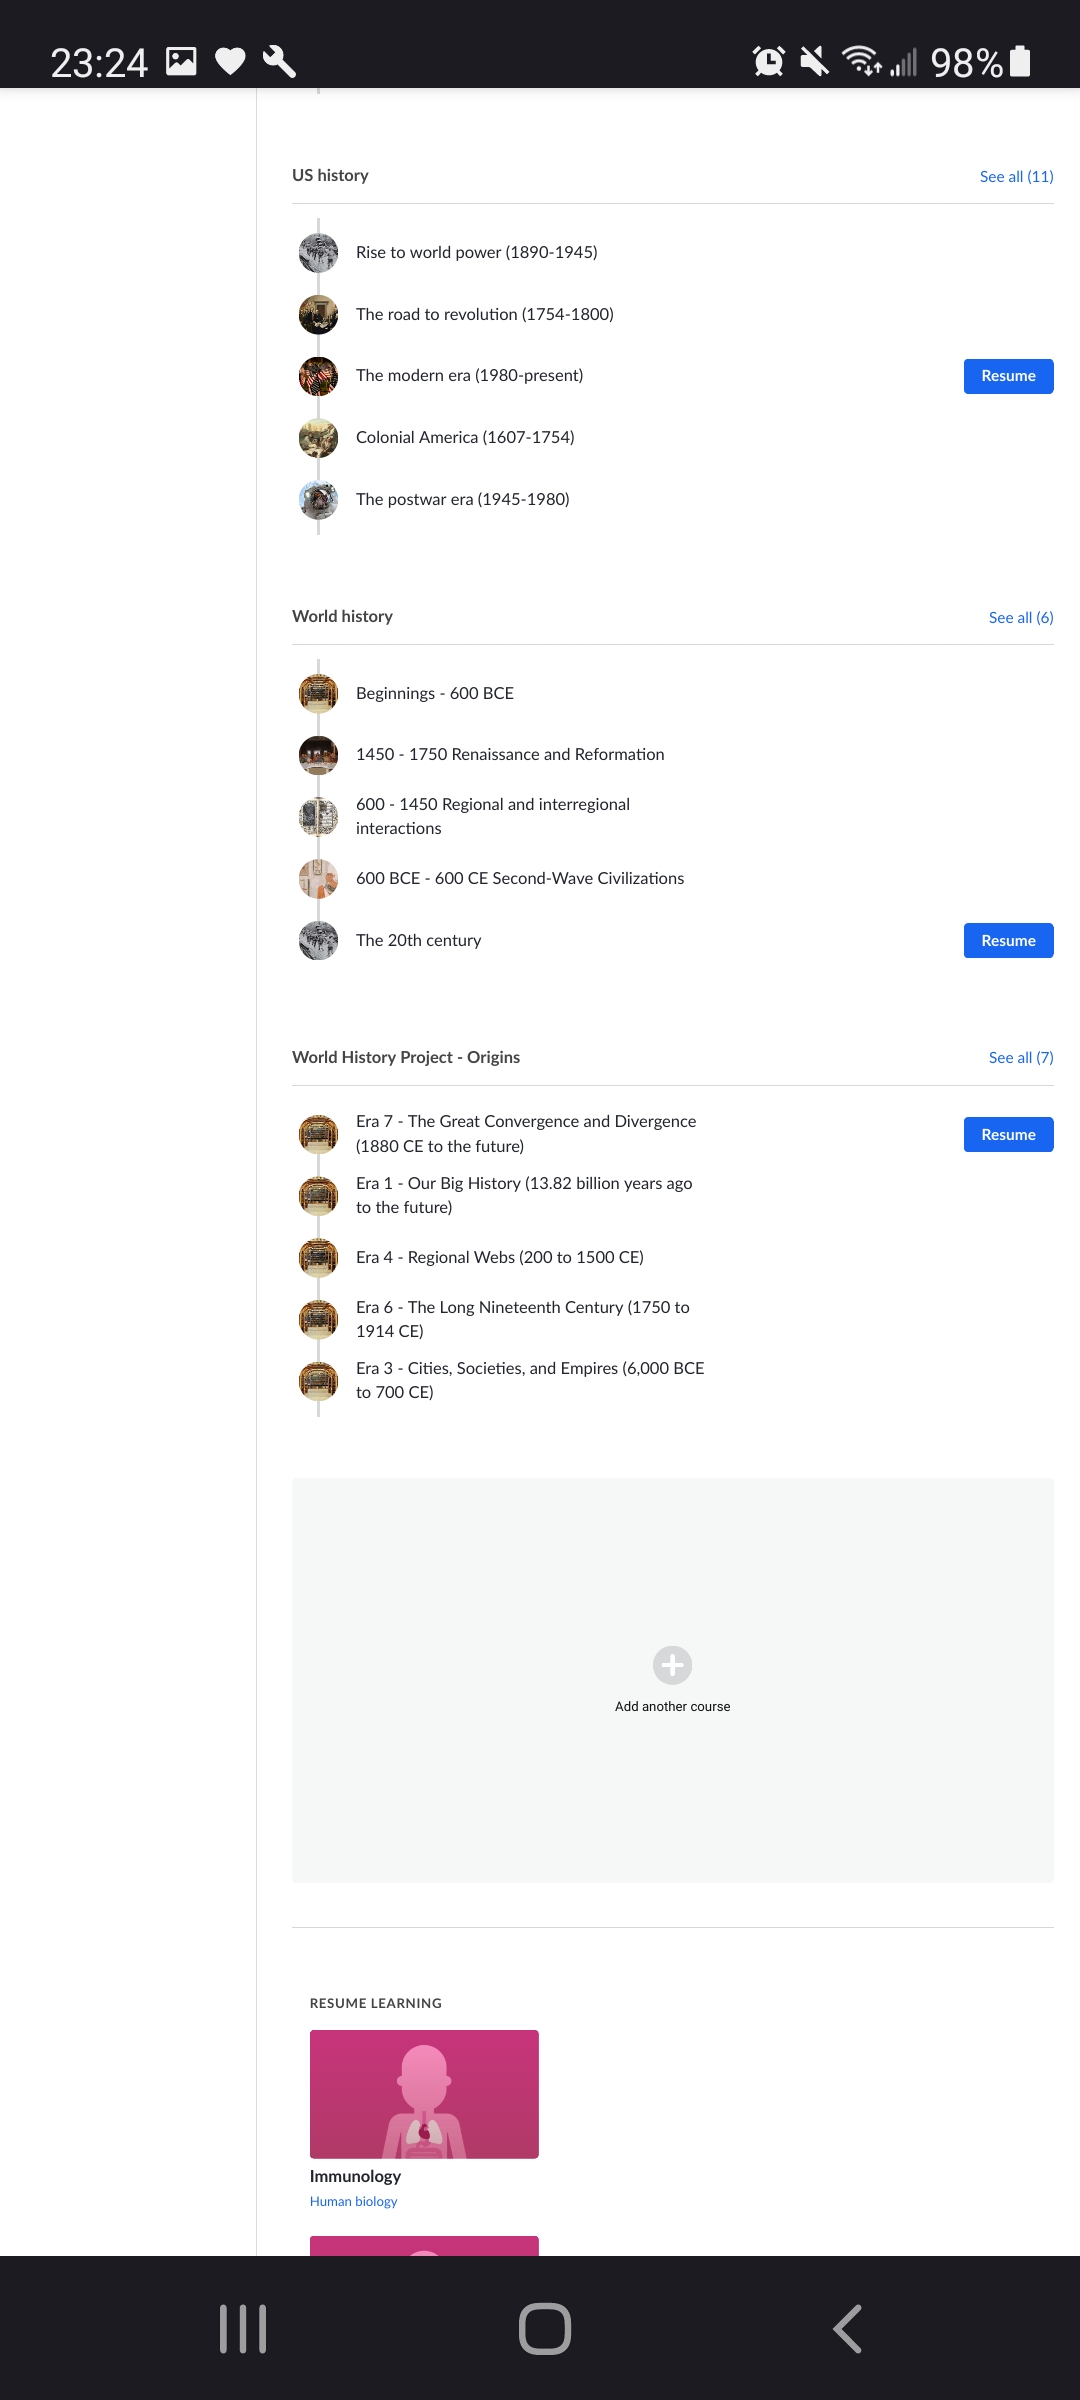 23:24
98%
US history
See all (11)
Rise to world power (1890-1945)
The road to revolution (1754-1800)
The modern era (1980-present)
Resume
Colonial America (1607-1754)
The postwar era (1945-1980)
World history
See all (6)
Beginnings - 600 BCE
1450 - 1750 Renaissance and Reformation
600 - 1450 Regional and interregional
interactions
600 BCE - 600 CE Second-Wave Civilizations
The 20th century
Resume
World History Project - Origins
See all (7)
Era 7 - The Great Convergence and Divergence
(1880 CE to the future)
Resume
Era 1 - Our Big History (13.82 billion years ago
to the future)
Era 4 - Regional Webs (200 to 1500 CE)
Era 6 - The Long Nineteenth Century (1750 to
1914 CE)
Era 3 - Cities, Societies, and Empires (6,000 BCE
to 700 CE)
Add another course
RESUME LEARNING
Immunology
Human biology